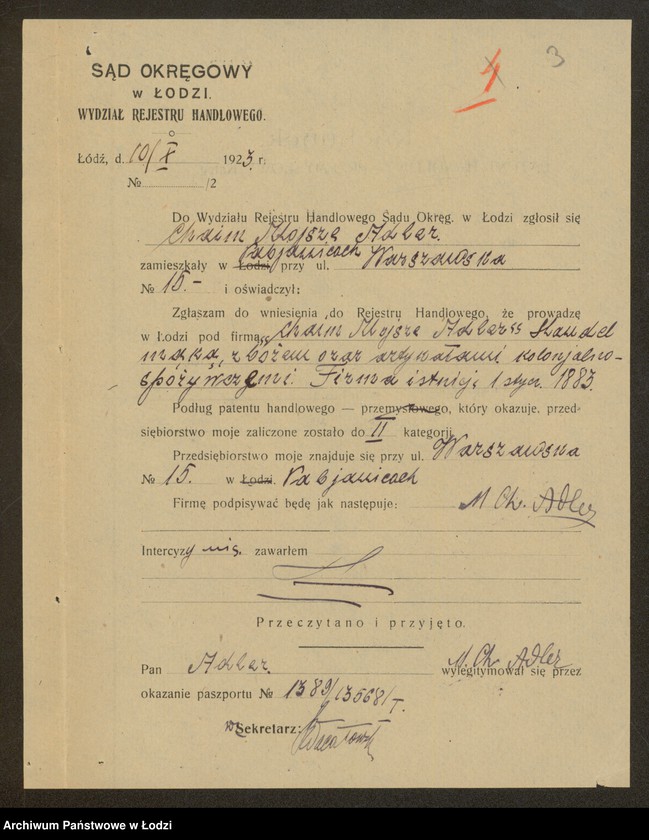 4 3
SĄD OKRĘGOWY
w ŁODZI.
WYDZIAŁ REJESTRU HANDLOWEGO.
Łódź, d. 10/X 1923 r.
№ /2
Do Wydziału Rejestru Handlowego Sądu Okręg. w Łodzi zgłosił się
Chaim Mojsze Adler.
Pabjanicach
zamieszkały w Łodzi przy ul. Warszawska
№ 15.- i oświadczył:
Zgłaszam do wniesienia do Rejestru Handlowego, że prowadzę
w Łodzi pod firmą „Chaim Mojsze Adler" Handel
mąką, zbożem oraz artykułami kolonjalno-
spożywczemi. Firma istnieje 1 stycz. 1883.
Podług patentu handlowego — przemysłowego, który okazuje, przed-
siębiorstwo moje zaliczone zostało do II kategorji.
Przedsiębiorstwo moje znajduje się przy ul. Warszawska
№ 15. w Łodzi. Pabjanicach
Firmę podpisywać będę jak następuje: M Ch. Adler
Intercyzy nie zawarłem
Przeczytano i przyjęto.
Pan Adler. M. Ch. Adler wylegitymował się przez
okazanie paszportu № 1389/13568/I.
Sekretarz:
Archiwum Państwowe w Łodzi